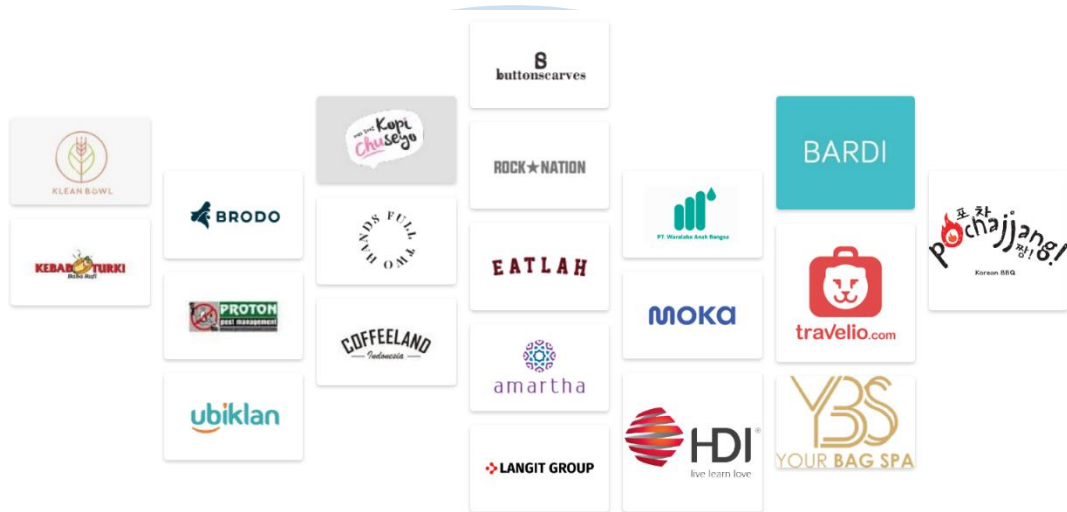 KLEAN BOWL
KEBAB TURKI
Baba Rafi
BRODO
PROTON
pest management
ubiklan
Kopi
chuseyo
TWO HANDS FULL
COFFEELAND
Indonesia
buttonscarves
ROCK★NATION
EATLAH
amartha
LANGIT GROUP
PT. Waralaba Anak Bangsa
moka
HDI®
live learn love
BARDI
travelio.com
YBS
YOUR BAG SPA
포차
pochajjang!
짱!
Korean BBQ